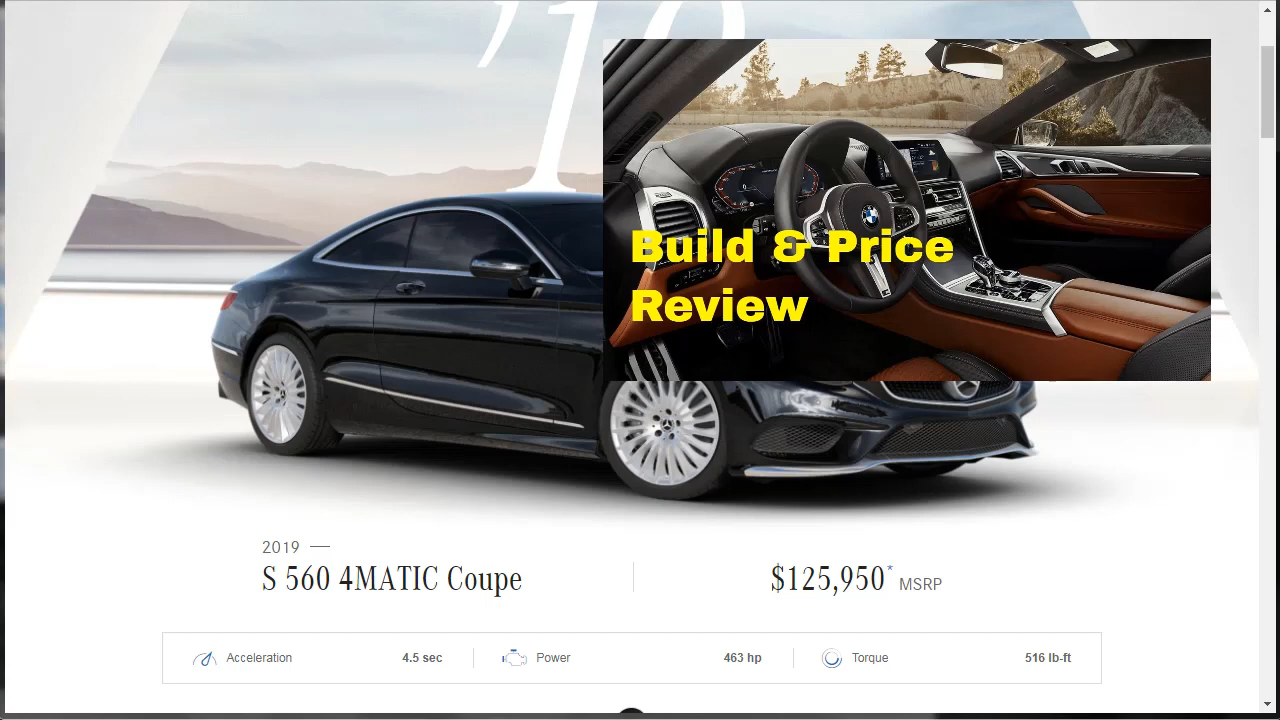 '19
Build & Price
Review
2019
S 560 4MATIC Coupe
$125,950* MSRP
Acceleration 4.5 sec
Power 463 hp
Torque 516 lb-ft